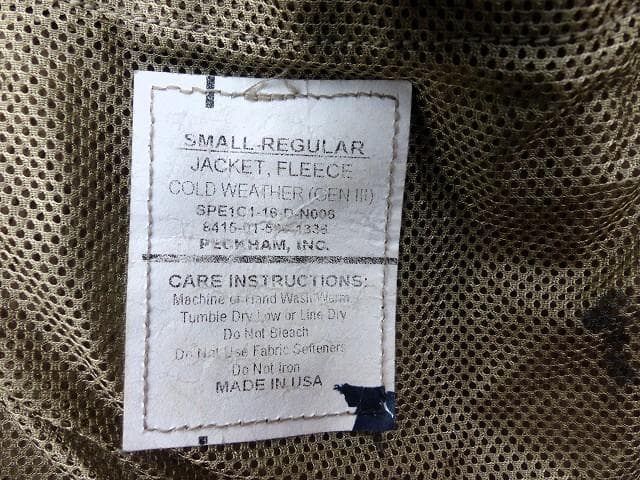 SMALL-REGULAR
JACKET, FLEECE
COLD WEATHER (GEN III)
SPE1C1-16-D-N006
PECKHAM, INC.
CARE INSTRUCTIONS:
Machine or Hand Wash Warm
Tumble Dry Low or Line Dry
Do Not Bleach
Do Not Use Fabric Softeners
Do Not Iron
MADE IN USA